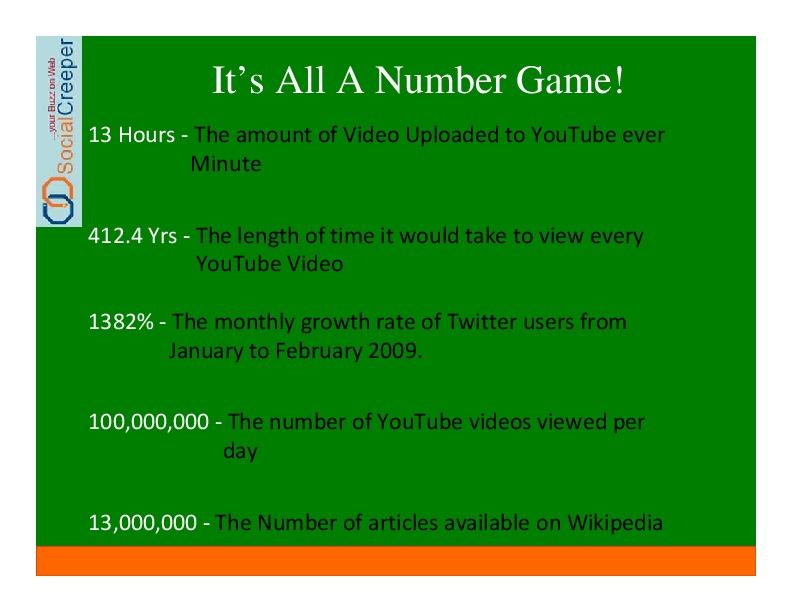 ...your Buzz on Web
SocialCreeper
It's All A Number Game!
13 Hours - The amount of Video Uploaded to YouTube ever
Minute
412.4 Yrs - The length of time it would take to view every
YouTube Video
1382% - The monthly growth rate of Twitter users from
January to February 2009.
100,000,000 - The number of YouTube videos viewed per
day
13,000,000 - The Number of articles available on Wikipedia